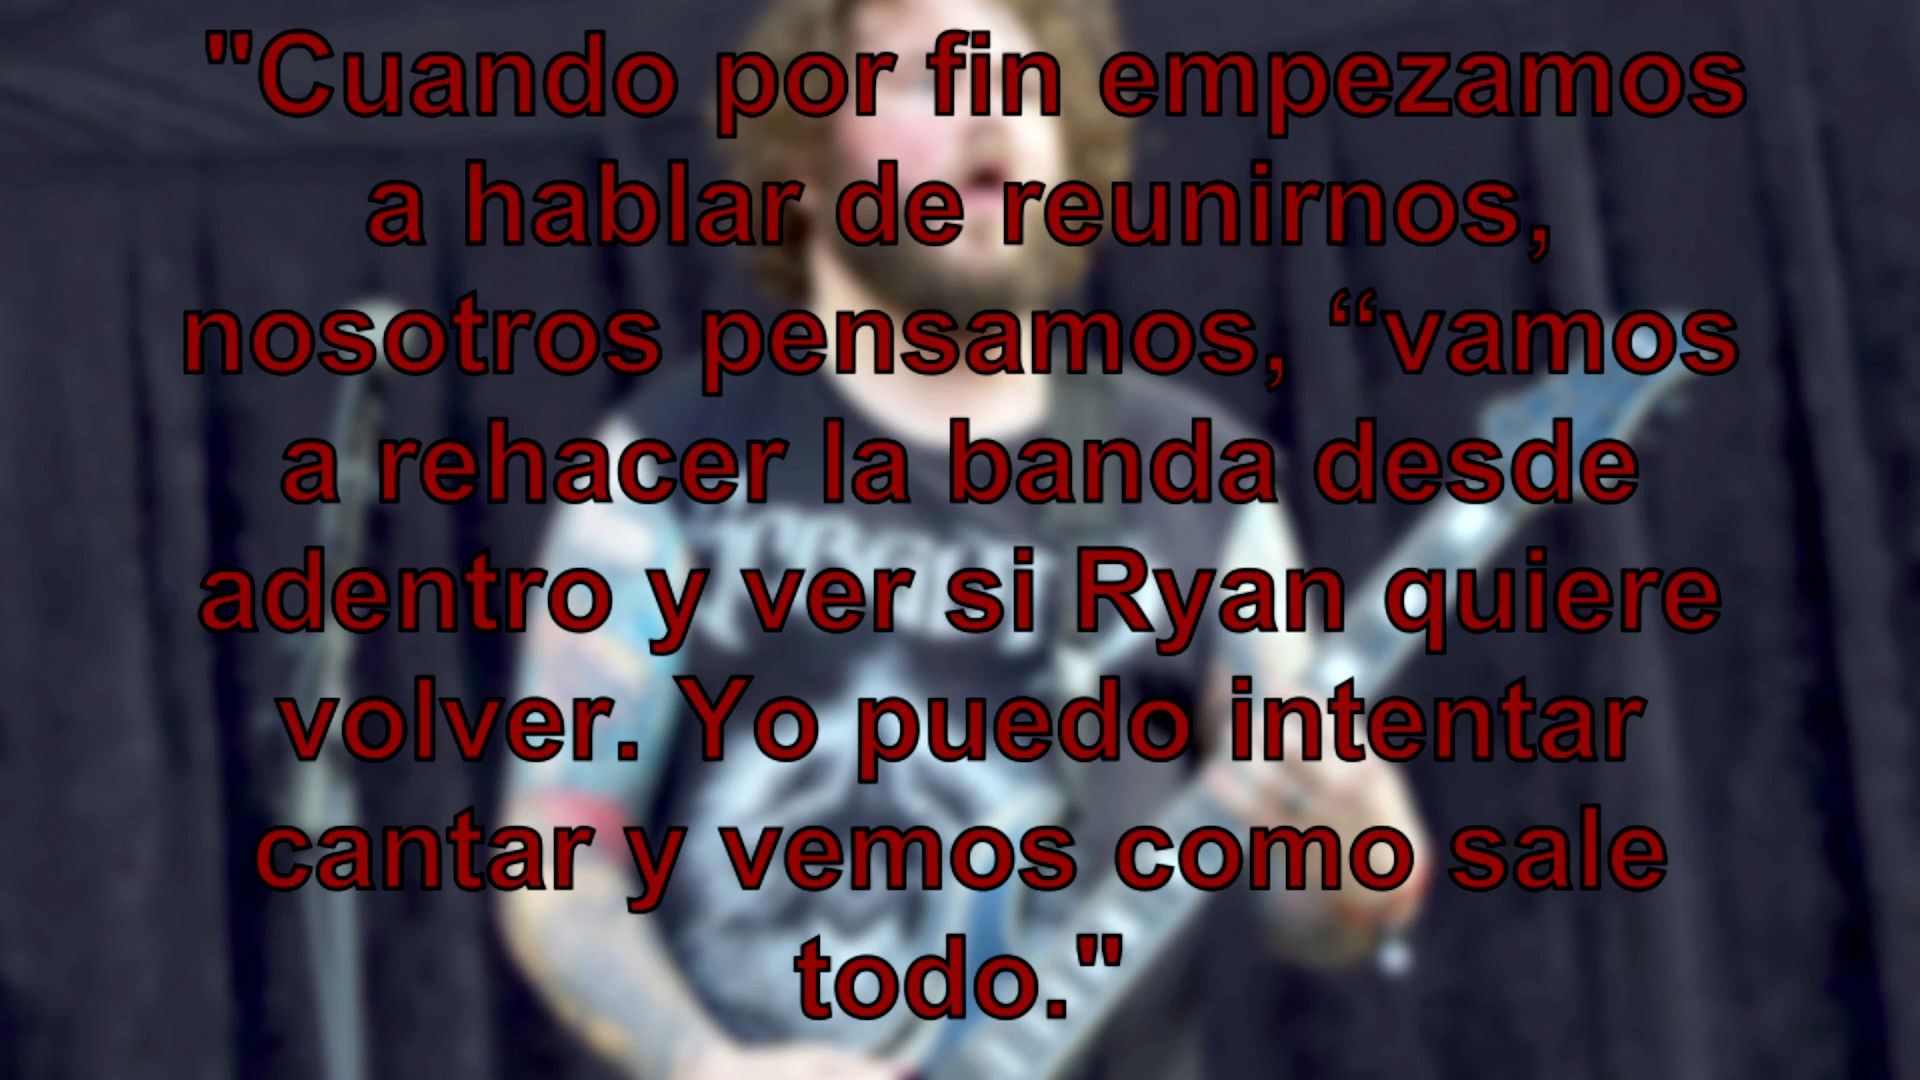 "Cuando por fin empezamos
a hablar de reunirnos,
nosotros pensamos, “vamos
a rehacer la banda desde
adentro y ver si Ryan quiere
volver. Yo puedo intentar
cantar y vemos como sale
todo."